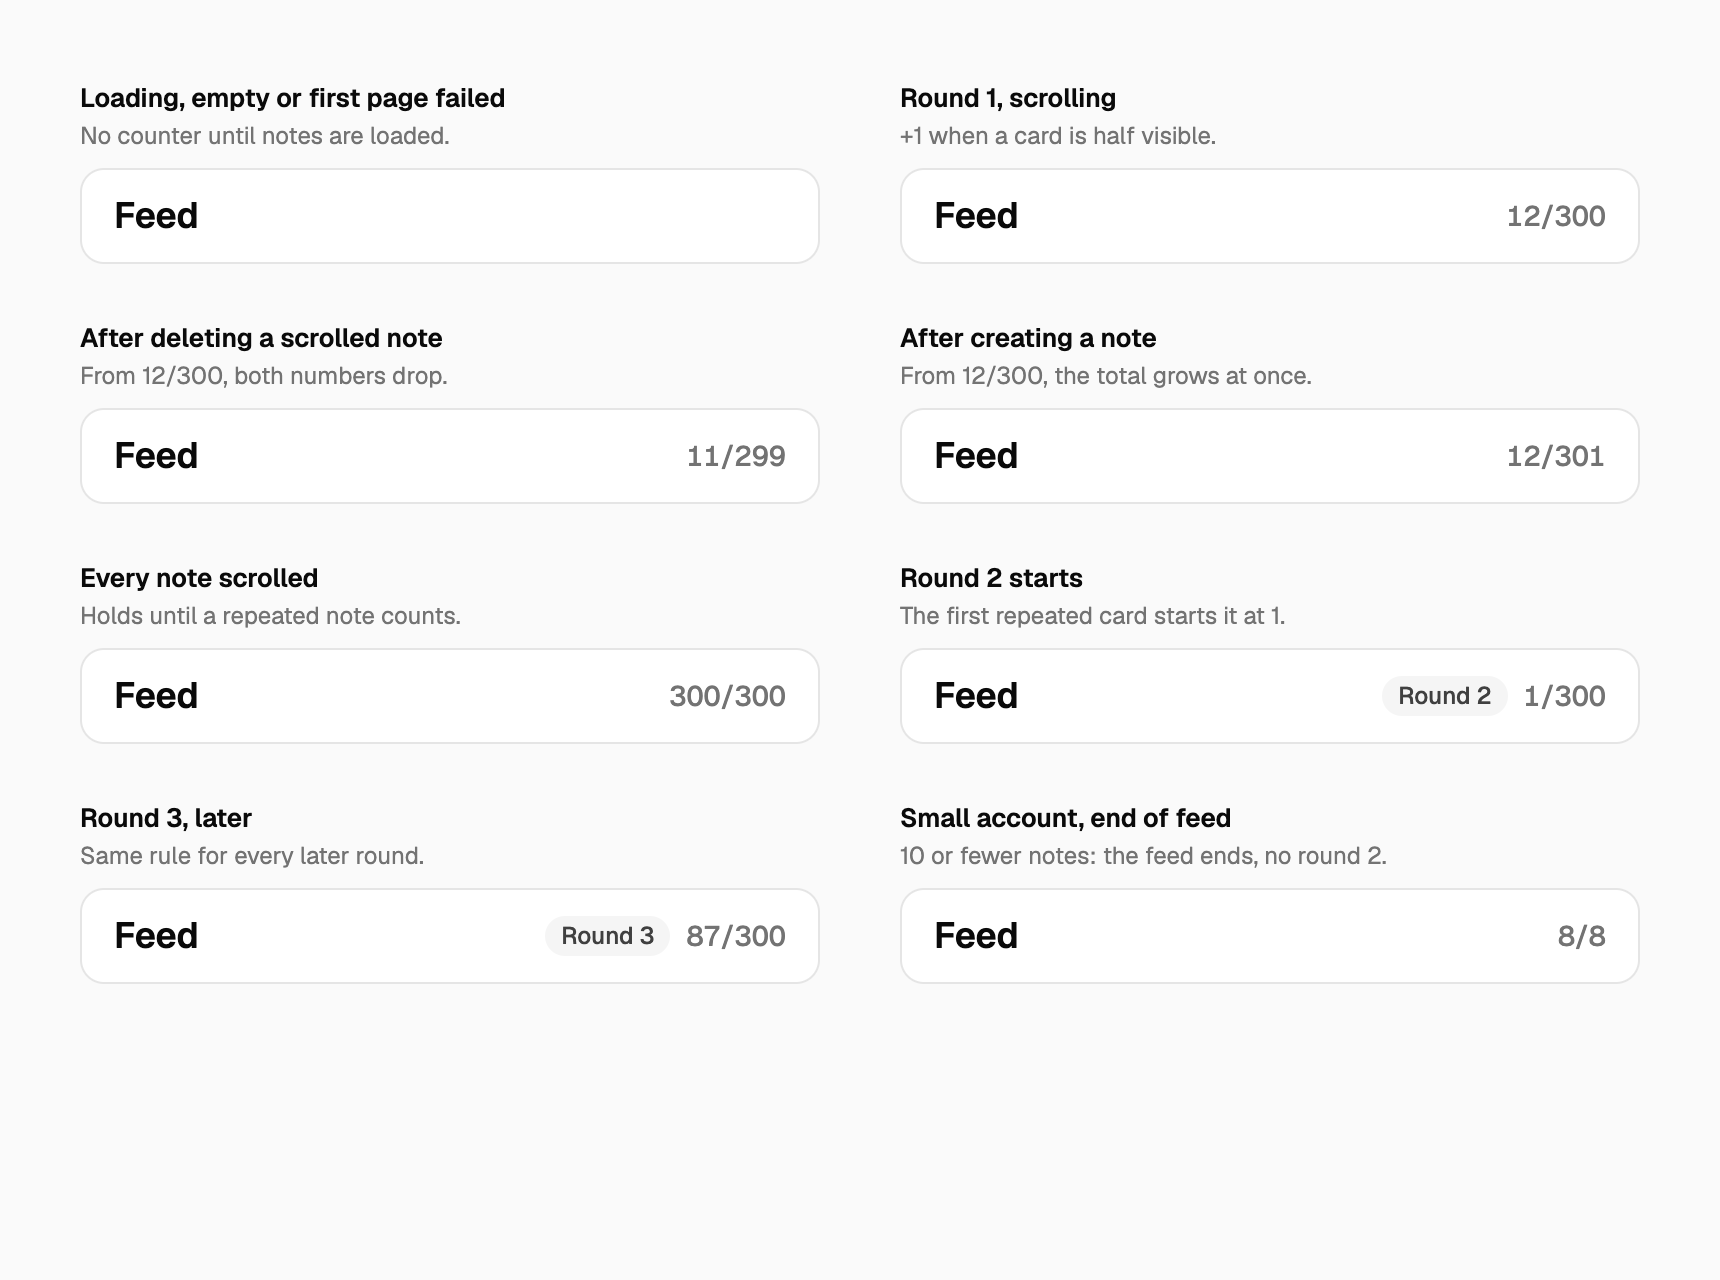 Loading, empty or first page failed
No counter until notes are loaded.
Feed
Round 1, scrolling
+1 when a card is half visible.
Feed
12/300
After deleting a scrolled note
From 12/300, both numbers drop.
Feed
11/299
After creating a note
From 12/300, the total grows at once.
Feed
12/301
Every note scrolled
Holds until a repeated note counts.
Feed
300/300
Round 2 starts
The first repeated card starts it at 1.
Feed
Round 2
1/300
Round 3, later
Same rule for every later round.
Feed
Round 3
87/300
Small account, end of feed
10 or fewer notes: the feed ends, no round 2.
Feed
8/8